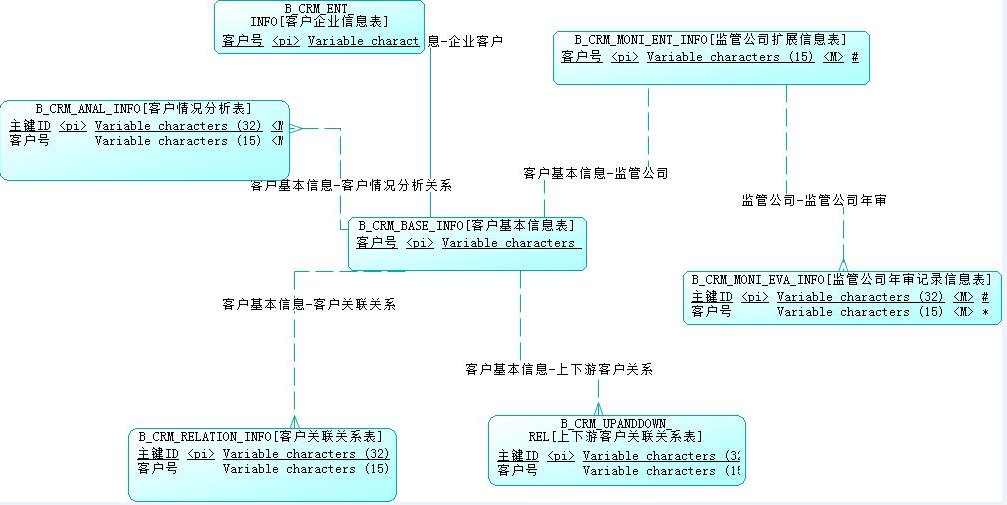 B_CRM_ENT_
INFO[客户企业信息表]
客户号 <pi> Variable charact
息-企业客户
B_CRM_MONI_ENT_INFO[监管公司扩展信息表]
客户号 <pi> Variable characters (15) <M> #
B_CRM_ANAL_INFO[客户情况分析表]
主键ID <pi> Variable characters (32) <M
客户号 Variable characters (15) <M
客户基本信息-客户情况分析关系
客户基本信息-监管公司
监管公司-监管公司年审
B_CRM_BASE_INFO[客户基本信息表]
客户号 <pi> Variable characters
B_CRM_MONI_EVA_INFO[监管公司年审记录信息表]
主键ID <pi> Variable characters (32) <M> #
客户号 Variable characters (15) <M> *
客户基本信息-客户关联关系
客户基本信息-上下游客户关系
B_CRM_RELATION_INFO[客户关联关系表]
主键ID <pi> Variable characters (32)
客户号 Variable characters (15)
B_CRM_UPANDDOWN_
REL[上下游客户关联关系表]
主键ID <pi> Variable characters (32
客户号 Variable characters (15